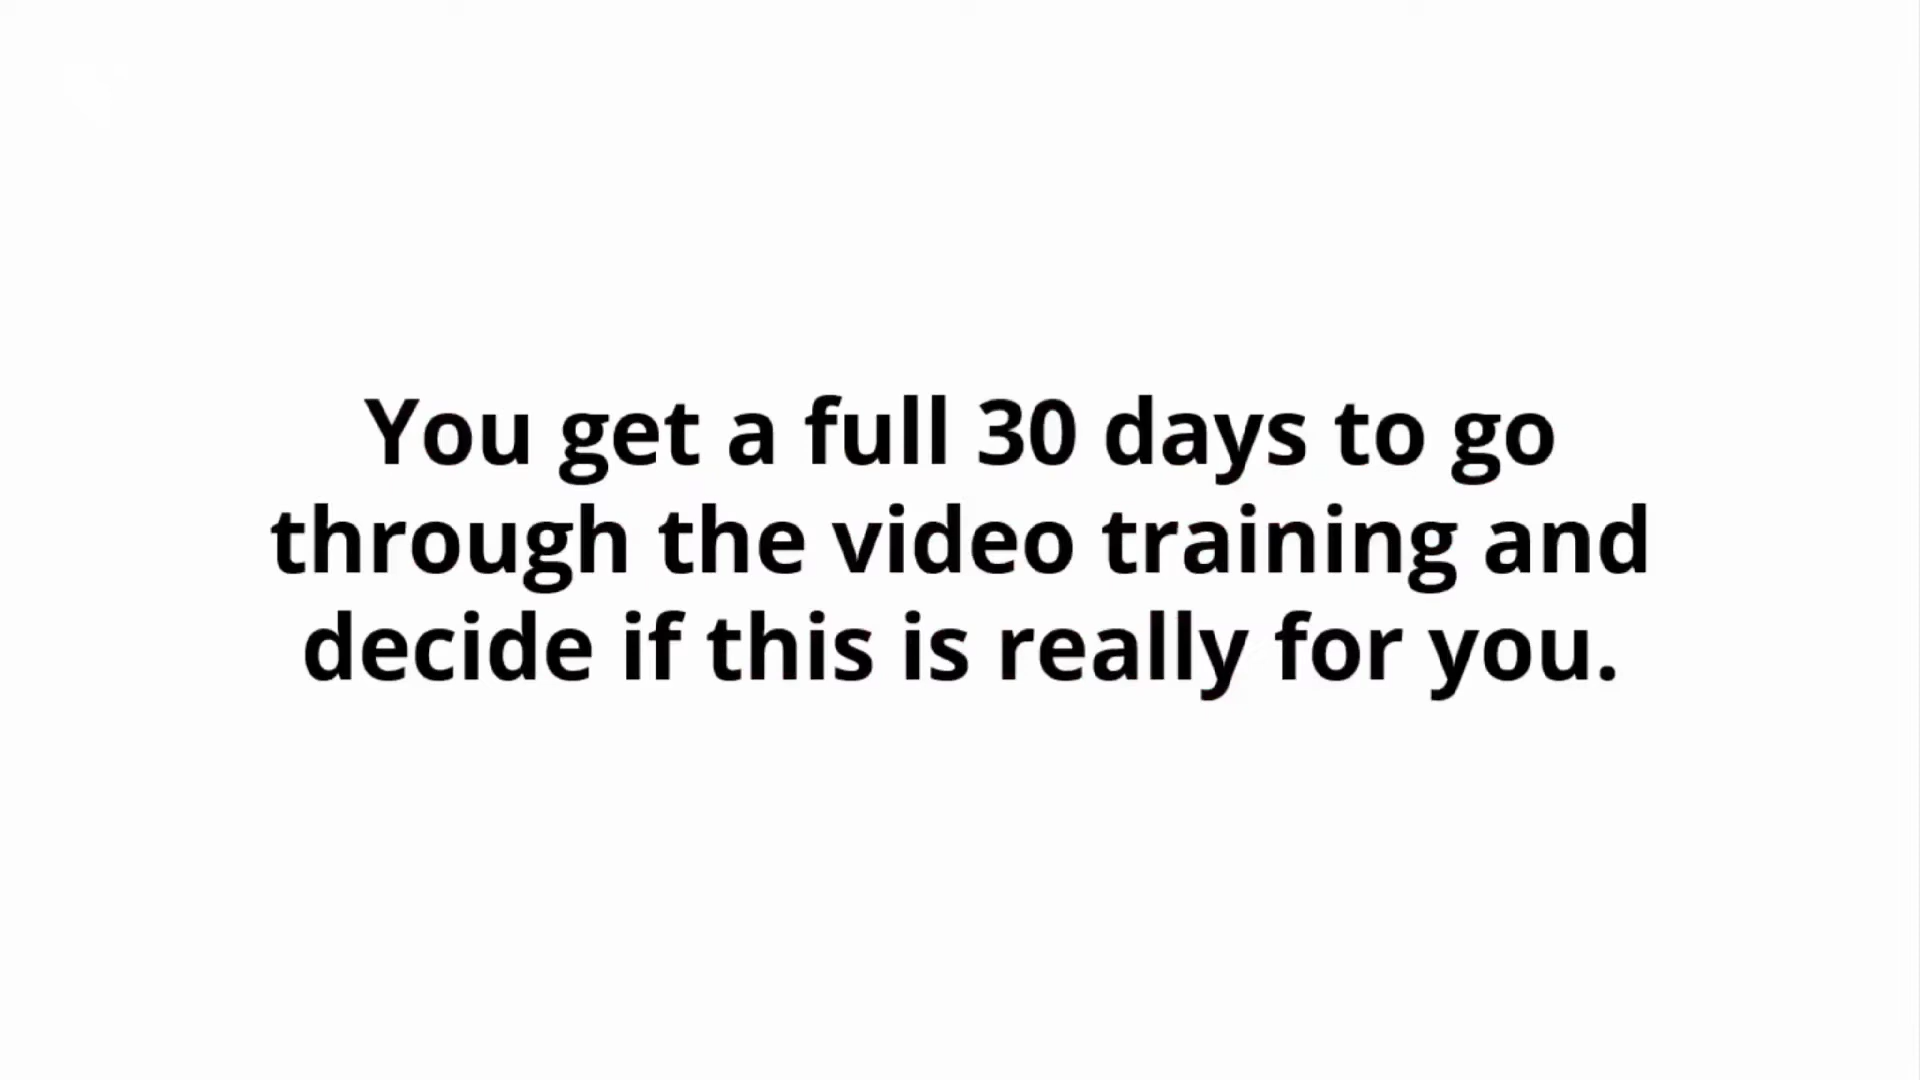 You get a full 30 days to go
through the video training and
decide if this is really for you.